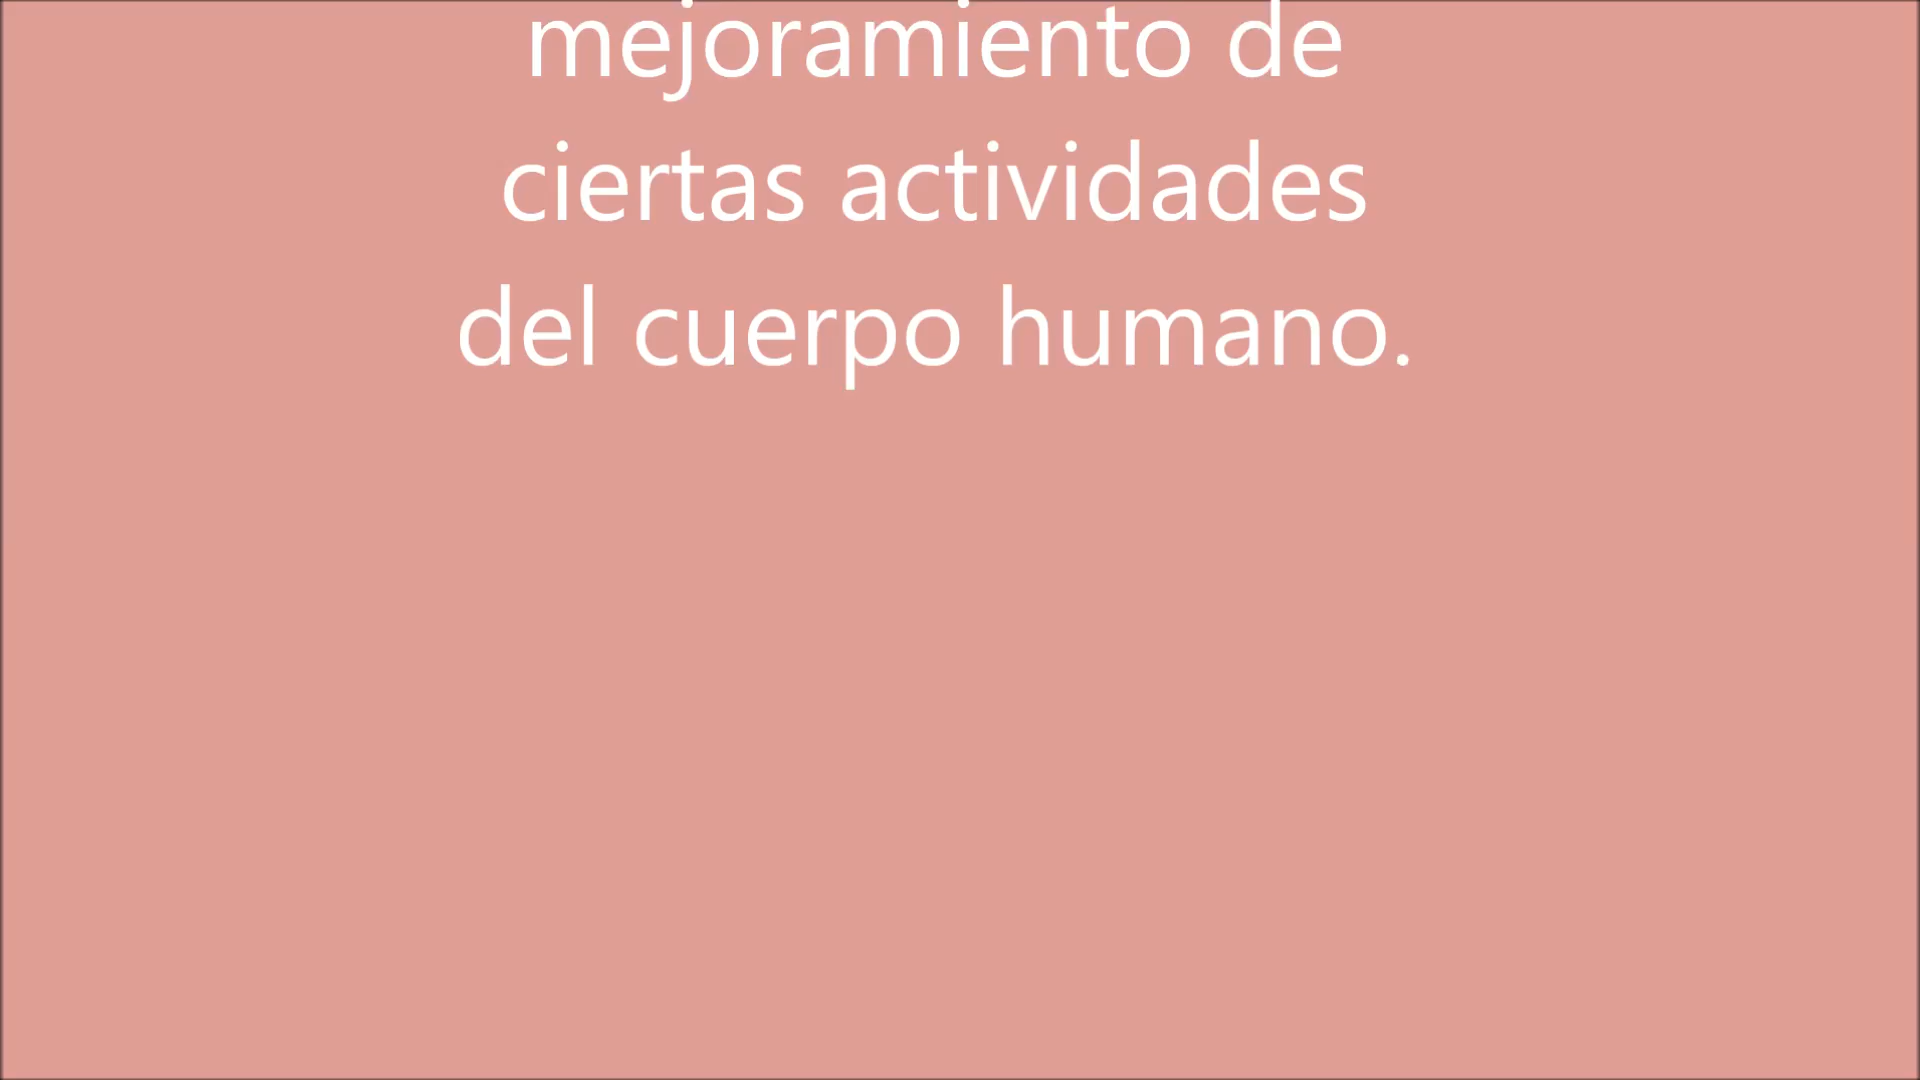 mejoramiento de
ciertas actividades
del cuerpo humano.